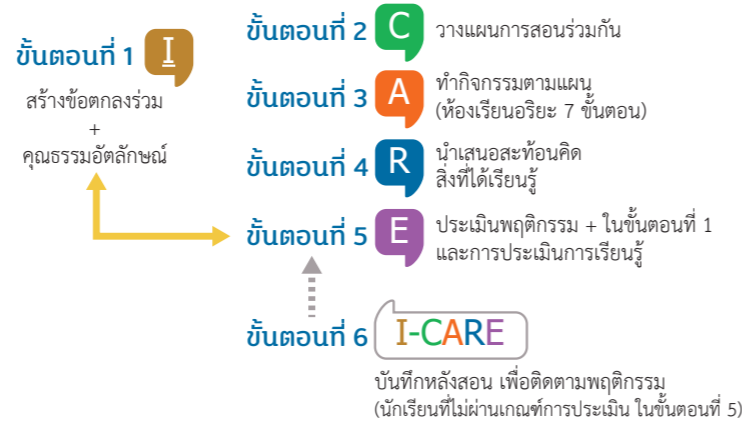 ขั้นตอนที่ 1 I
สร้างข้อตกลงร่วม
+
คุณธรรมอัตลักษณ์
ขั้นตอนที่ 2 C วางแผนการสอนร่วมกัน
ขั้นตอนที่ 3 A ทำกิจกรรมตามแผน
(ห้องเรียนอริยะ 7 ขั้นตอน)
ขั้นตอนที่ 4 R นำเสนอสะท้อนคิด
สิ่งที่ได้เรียนรู้
ขั้นตอนที่ 5 E ประเมินพฤติกรรม + ในขั้นตอนที่ 1
และการประเมินการเรียนรู้
ขั้นตอนที่ 6 I-CARE
บันทึกหลังสอน เพื่อติดตามพฤติกรรม
(นักเรียนที่ไม่ผ่านเกณฑ์การประเมิน ในขั้นตอนที่ 5)